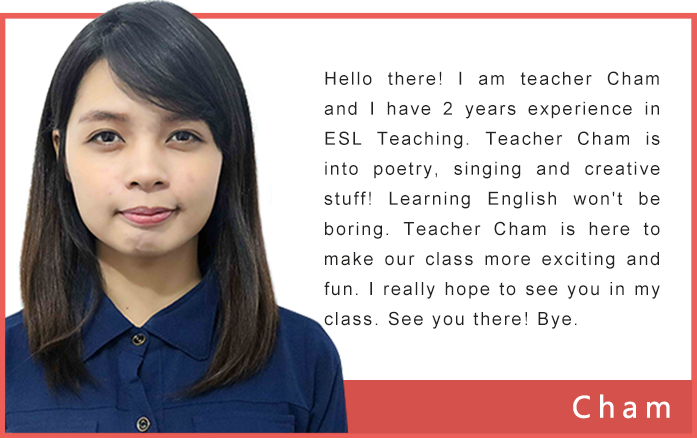 Hello there! I am teacher Cham
and I have 2 years experience in
ESL Teaching. Teacher Cham is
into poetry, singing and creative
stuff! Learning English won't be
boring. Teacher Cham is here to
make our class more exciting and
fun. I really hope to see you in my
class. See you there! Bye.
Cham